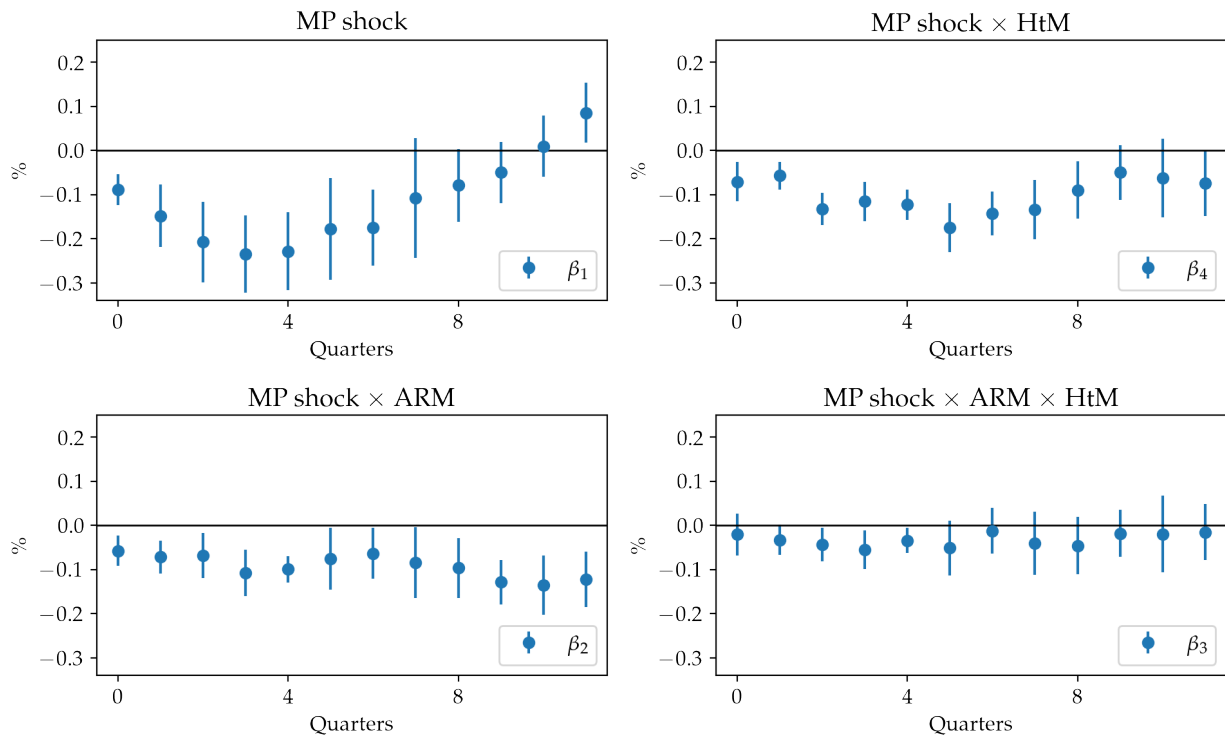 MP shock
%
0.2
0.1
0.0
−0.1
−0.2
−0.3
β₁
0 4 8
Quarters
MP shock × HtM
%
0.2
0.1
0.0
−0.1
−0.2
−0.3
β₄
0 4 8
Quarters
MP shock × ARM
%
0.2
0.1
0.0
−0.1
−0.2
−0.3
β₂
0 4 8
Quarters
MP shock × ARM × HtM
%
0.2
0.1
0.0
−0.1
−0.2
−0.3
β₃
0 4 8
Quarters